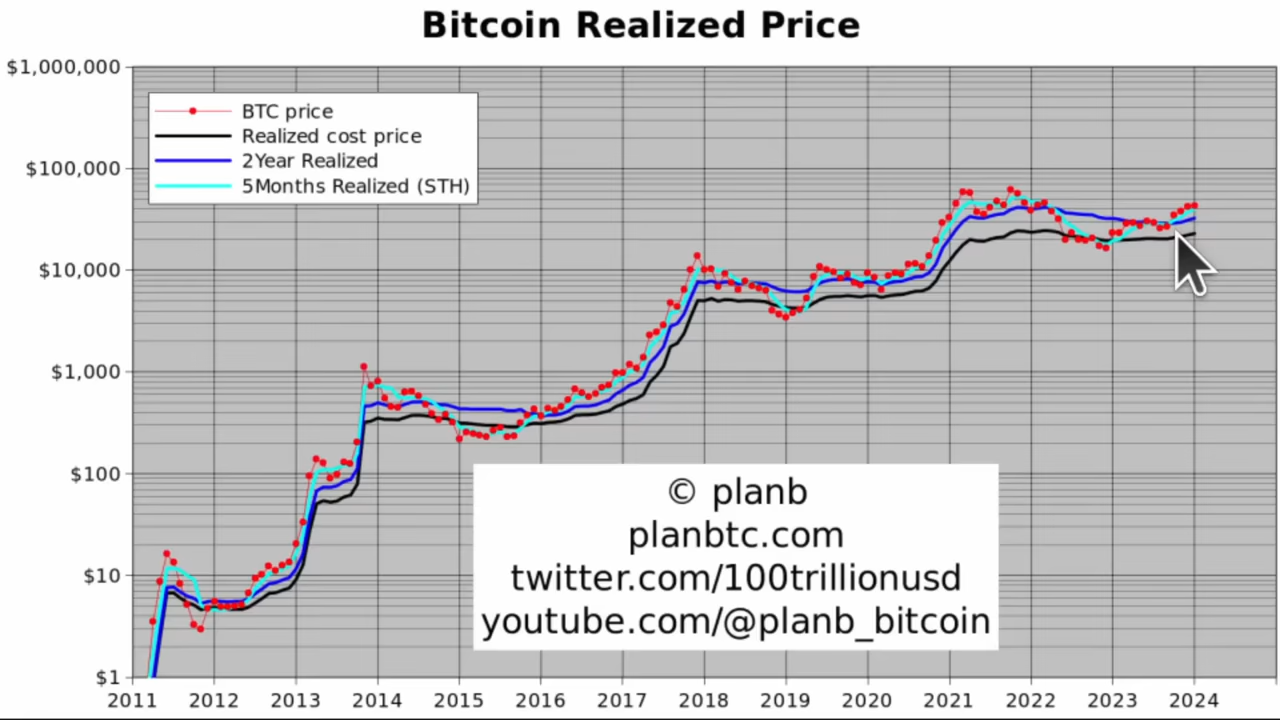 Bitcoin Realized Price
$1,000,000
$100,000
$10,000
$1,000
$100
$10
$1
BTC price
Realized cost price
2Year Realized
5Months Realized (STH)
© planb
planbtc.com
twitter.com/100trillionusd
youtube.com/@planb_bitcoin
2011 2012 2013 2014 2015 2016 2017 2018 2019 2020 2021 2022 2023 2024